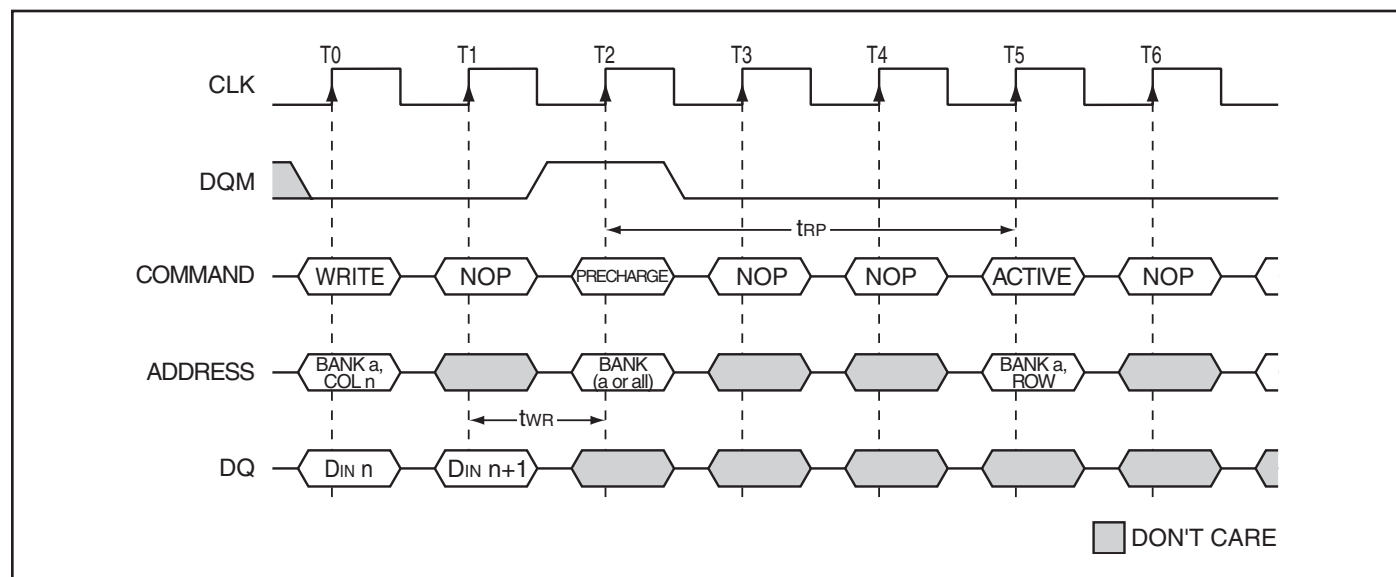 T0 T1 T2 T3 T4 T5 T6
CLK
DQM
tRP
COMMAND WRITE NOP PRECHARGE NOP NOP ACTIVE NOP
ADDRESS BANK a, COL n BANK (a or all) BANK a, ROW
tWR
DQ DIN n DIN n+1
DON'T CARE